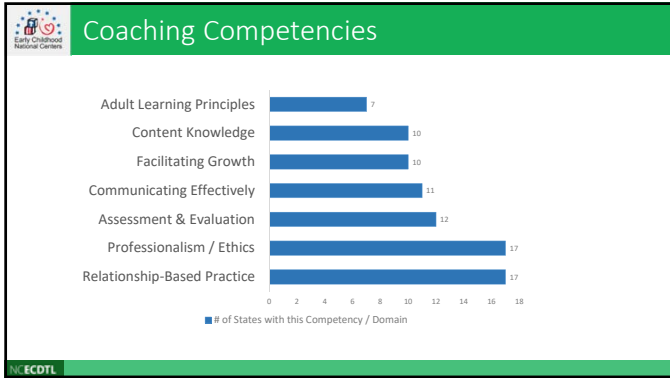 Early Childhood
National Centers
Coaching Competencies
Adult Learning Principles 7
Content Knowledge 10
Facilitating Growth 10
Communicating Effectively 11
Assessment & Evaluation 12
Professionalism / Ethics 17
Relationship-Based Practice 17
0 2 4 6 8 10 12 14 16 18
# of States with this Competency / Domain
NCECDTL